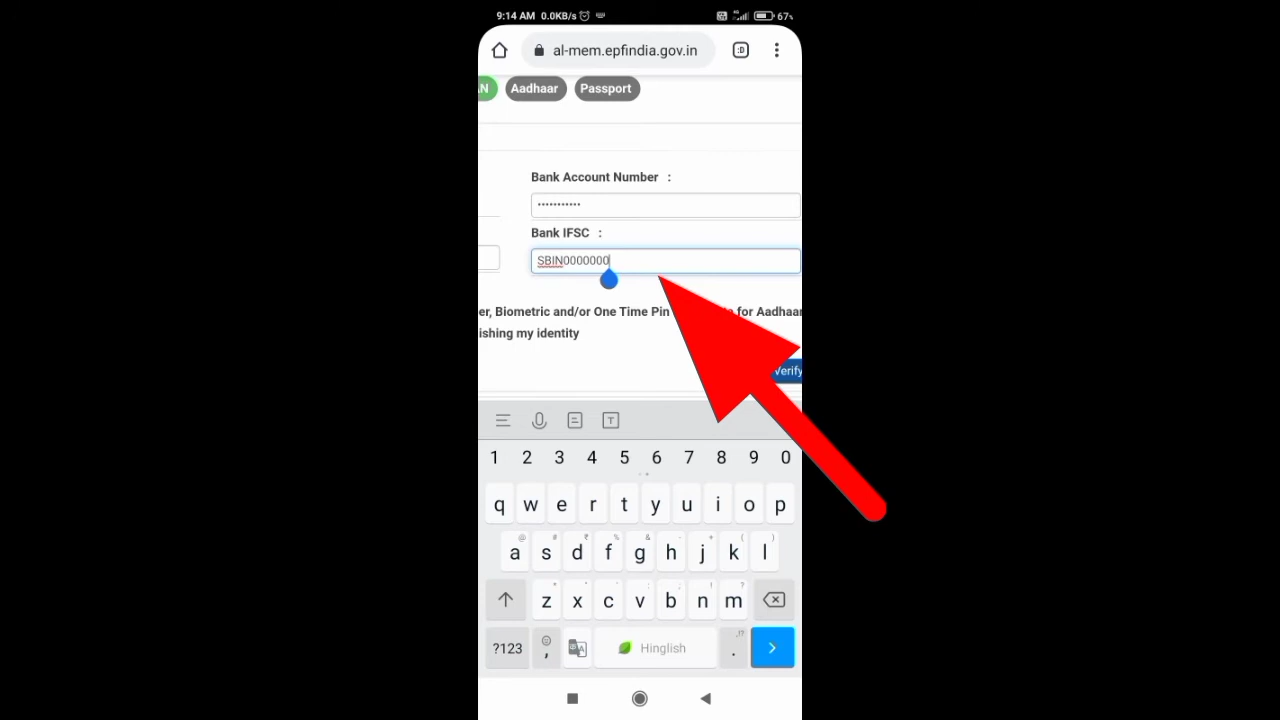 9:14 AM 0.0KB/s 67%
al-mem.epfindia.gov.in :D
AN Aadhaar Passport
Bank Account Number :
•••••••••••
Bank IFSC :
SBIN0000000
er, Biometric and/or One Time Pin for Aadhaar
ishing my identity
Verify
1 2 3 4 5 6 7 8 9 0
q w e r t y u i o p
a s d f g h j k l
z x c v b n m
?123 , Hinglish .